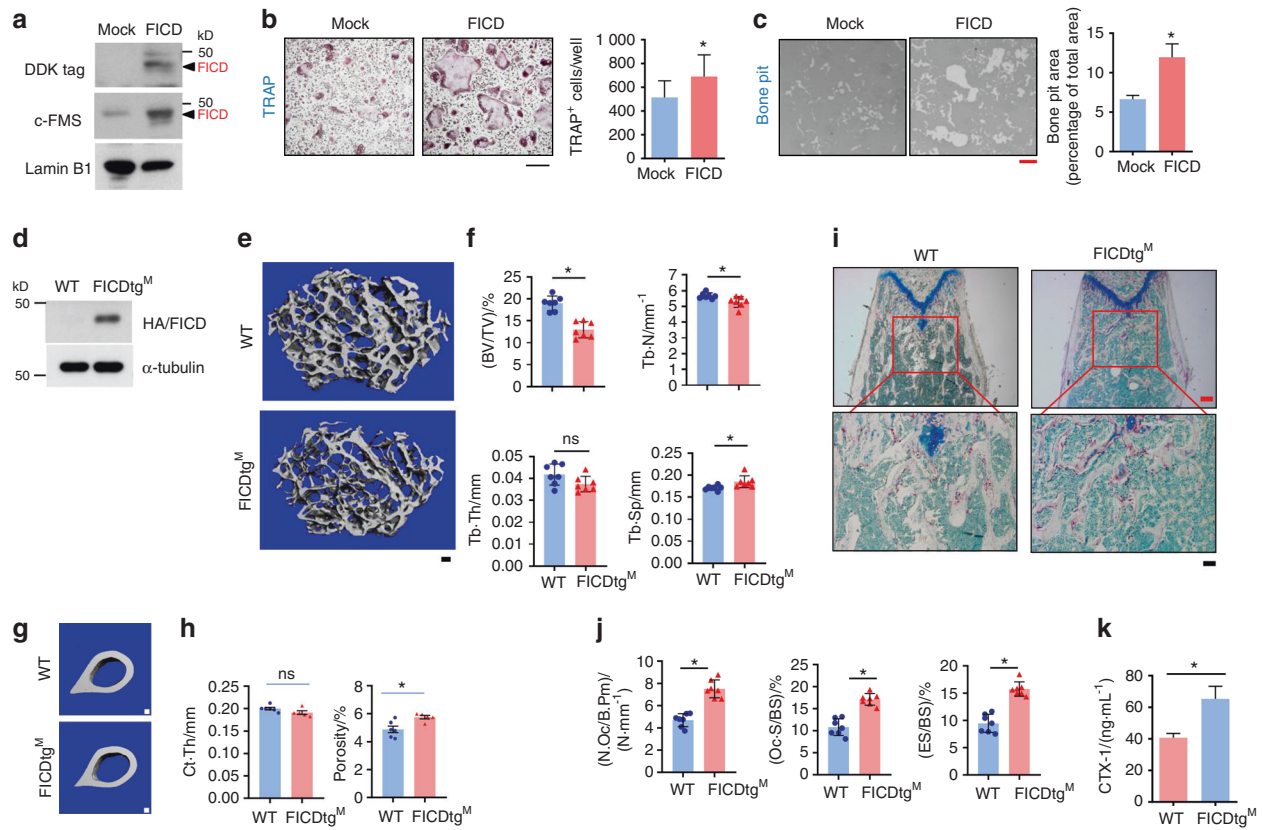 a
Mock
FICD
kD
50
DDK tag
FICD
50
c-FMS
FICD
Lamin B1
b
Mock
FICD
TRAP
TRAP+ cells/well
1 000
800
600
400
200
0
*
Mock
FICD
c
Mock
FICD
Bone pit
Bone pit area
(percentage of total area)
15
10
5
0
*
Mock
FICD
d
kD
WT
FICDtgM
50
HA/FICD
50
α-tubulin
e
WT
FICDtgM
f
(BV/TV)/%
25
20
15
10
5
0
*
Tb·N/mm-1
7
6
5
4
3
2
1
0
*
Tb·Th/mm
0.05
0.04
0.03
0.02
0.01
0.00
ns
WT
FICDtgM
Tb·Sp/mm
0.25
0.20
0.15
0.10
0.05
0.00
*
WT
FICDtgM
i
WT
FICDtgM
g
WT
FICDtgM
h
Ct·Th/mm
0.25
0.20
0.15
0.10
0.05
0.00
ns
WT
FICDtgM
Porosity/%
8
6
4
2
0
*
WT
FICDtgM
j
(N.Oc/B.Pm)/
(N·mm-1)
10
8
6
4
2
0
*
WT
FICDtgM
(Oc·S/BS)/%
25
20
15
10
5
0
*
WT
FICDtgM
(ES/BS)/%
20
15
10
5
0
*
WT
FICDtgM
k
CTX-1/(ng·mL-1)
100
80
60
40
20
0
*
WT
FICDtgM